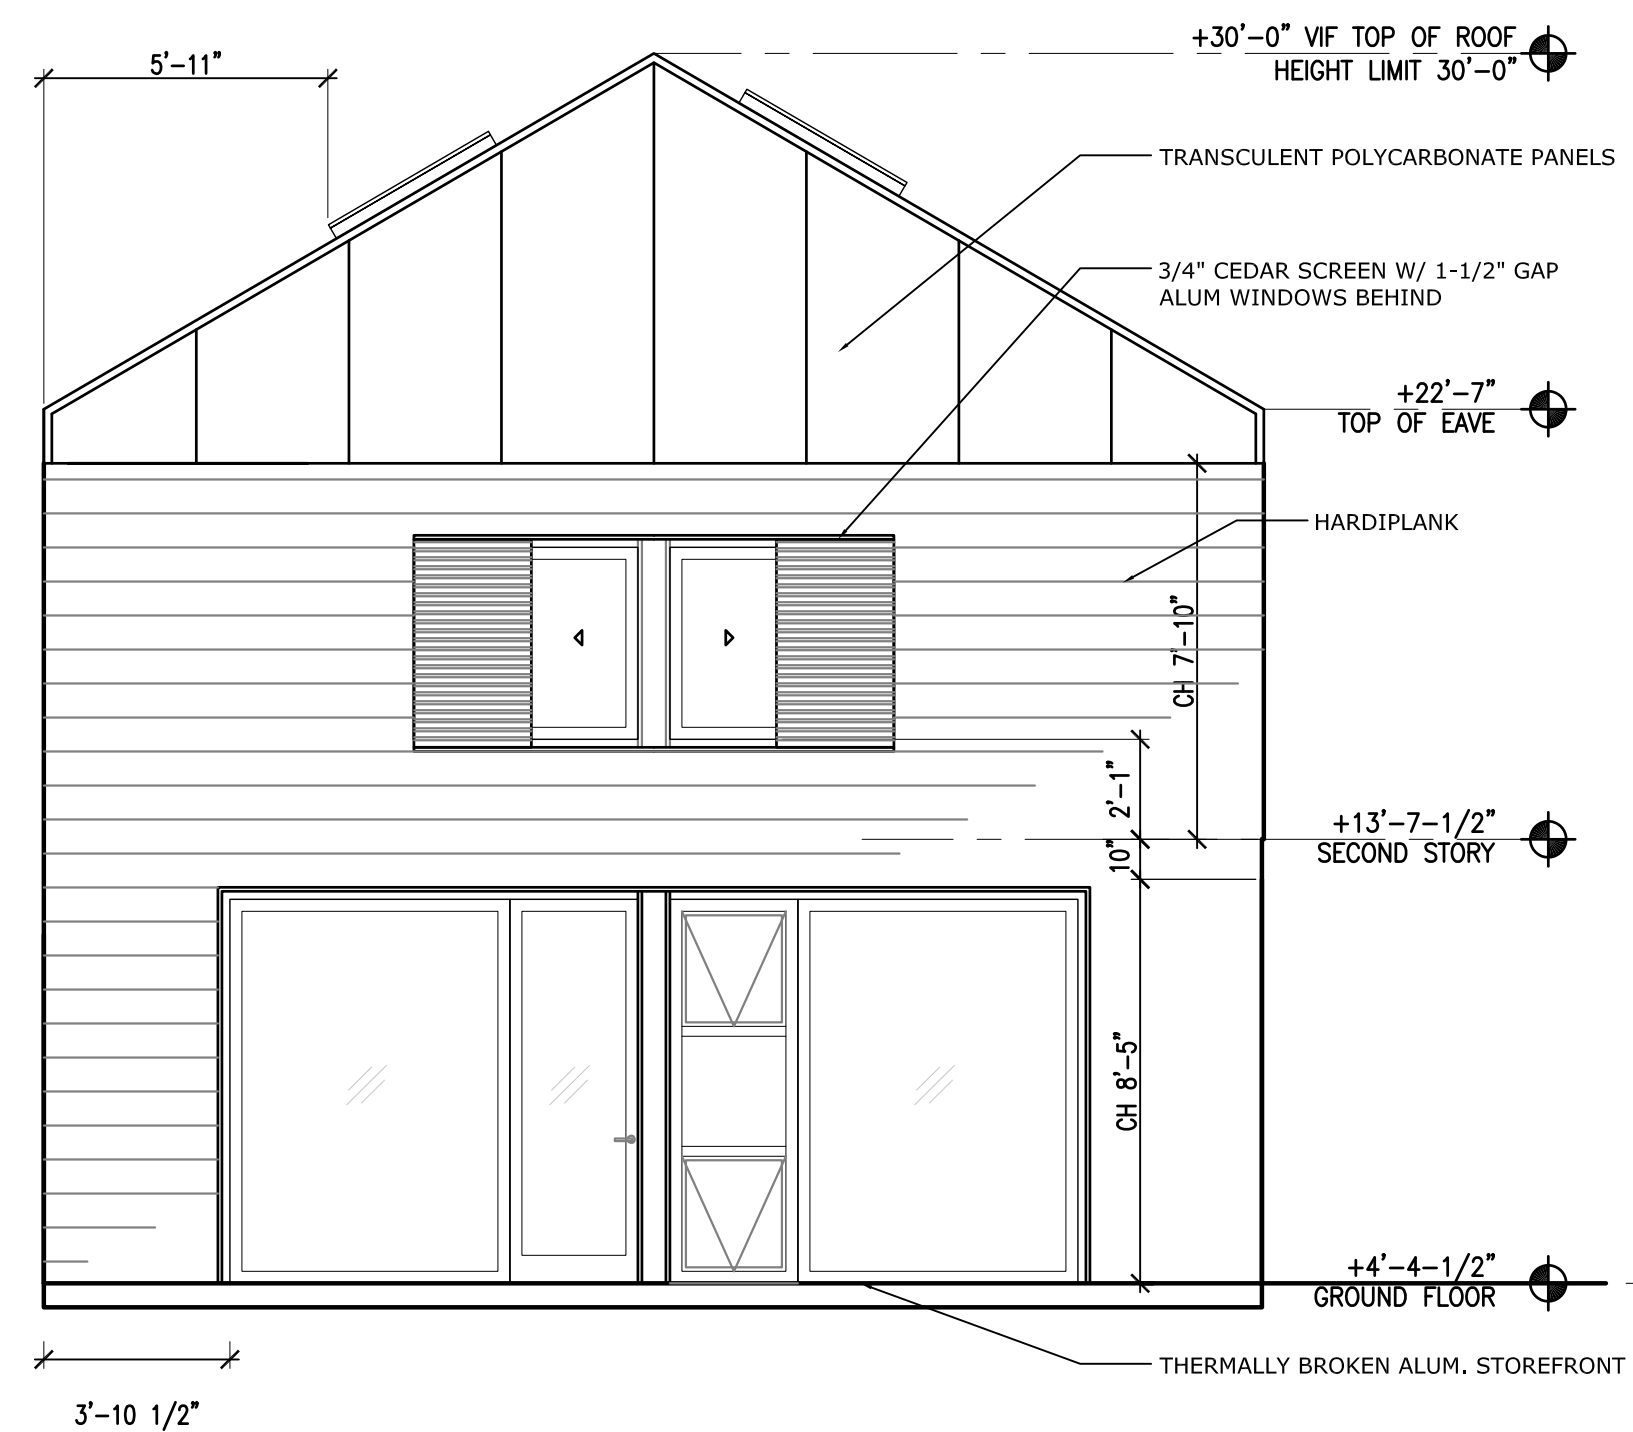 +30'-0" VIF TOP OF ROOF
HEIGHT LIMIT 30'-0"
5'-11"
TRANSCULENT POLYCARBONATE PANELS
3/4" CEDAR SCREEN W/ 1-1/2" GAP
ALUM WINDOWS BEHIND
+22'-7"
TOP OF EAVE
HARDIPLANK
CH 7'-10"
2'-1"
+13'-7-1/2"
SECOND STORY
10"
CH 8'-5"
+4'-4-1/2"
GROUND FLOOR
THERMALLY BROKEN ALUM. STOREFRONT
3'-10 1/2"